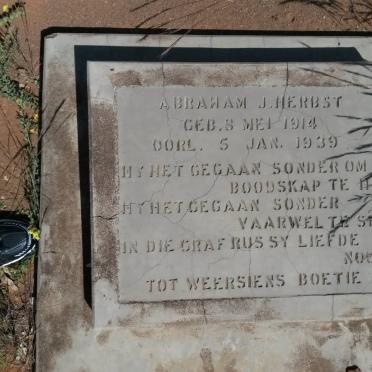 ABRAHAM J. HERBST
GEB. 8 MEI 1914
OORL. 5 JAN. 1939
HY HET GEGAAN SONDER OM
BOODSKAP TE
HY HET GEGAAN SONDER
VAARWEL TE
IN DIE GRAF RUS SY LIEFDE
TOT WEERSIENS BOETIE